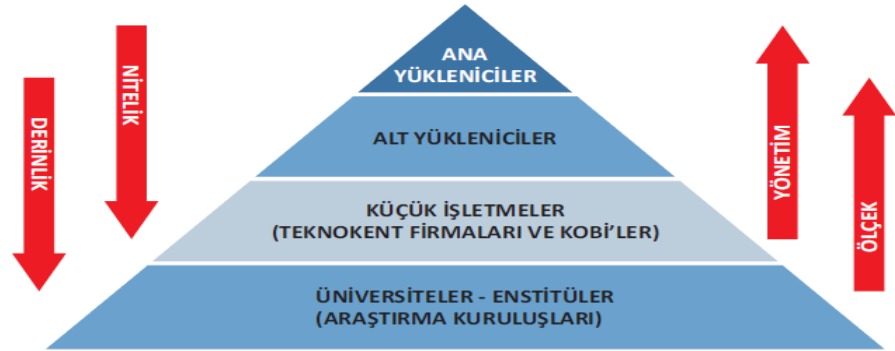 ANA
YÜKLENİCİLER
ALT YÜKLENİCİLER
KÜÇÜK İŞLETMELER
(TEKNOKENT FİRMALARI VE KOBİ’LER)
ÜNİVERSİTELER - ENSTİTÜLER
(ARAŞTIRMA KURULUŞLARI)
DERİNLİK
NİTELİK
YÖNETİM
ÖLÇEK